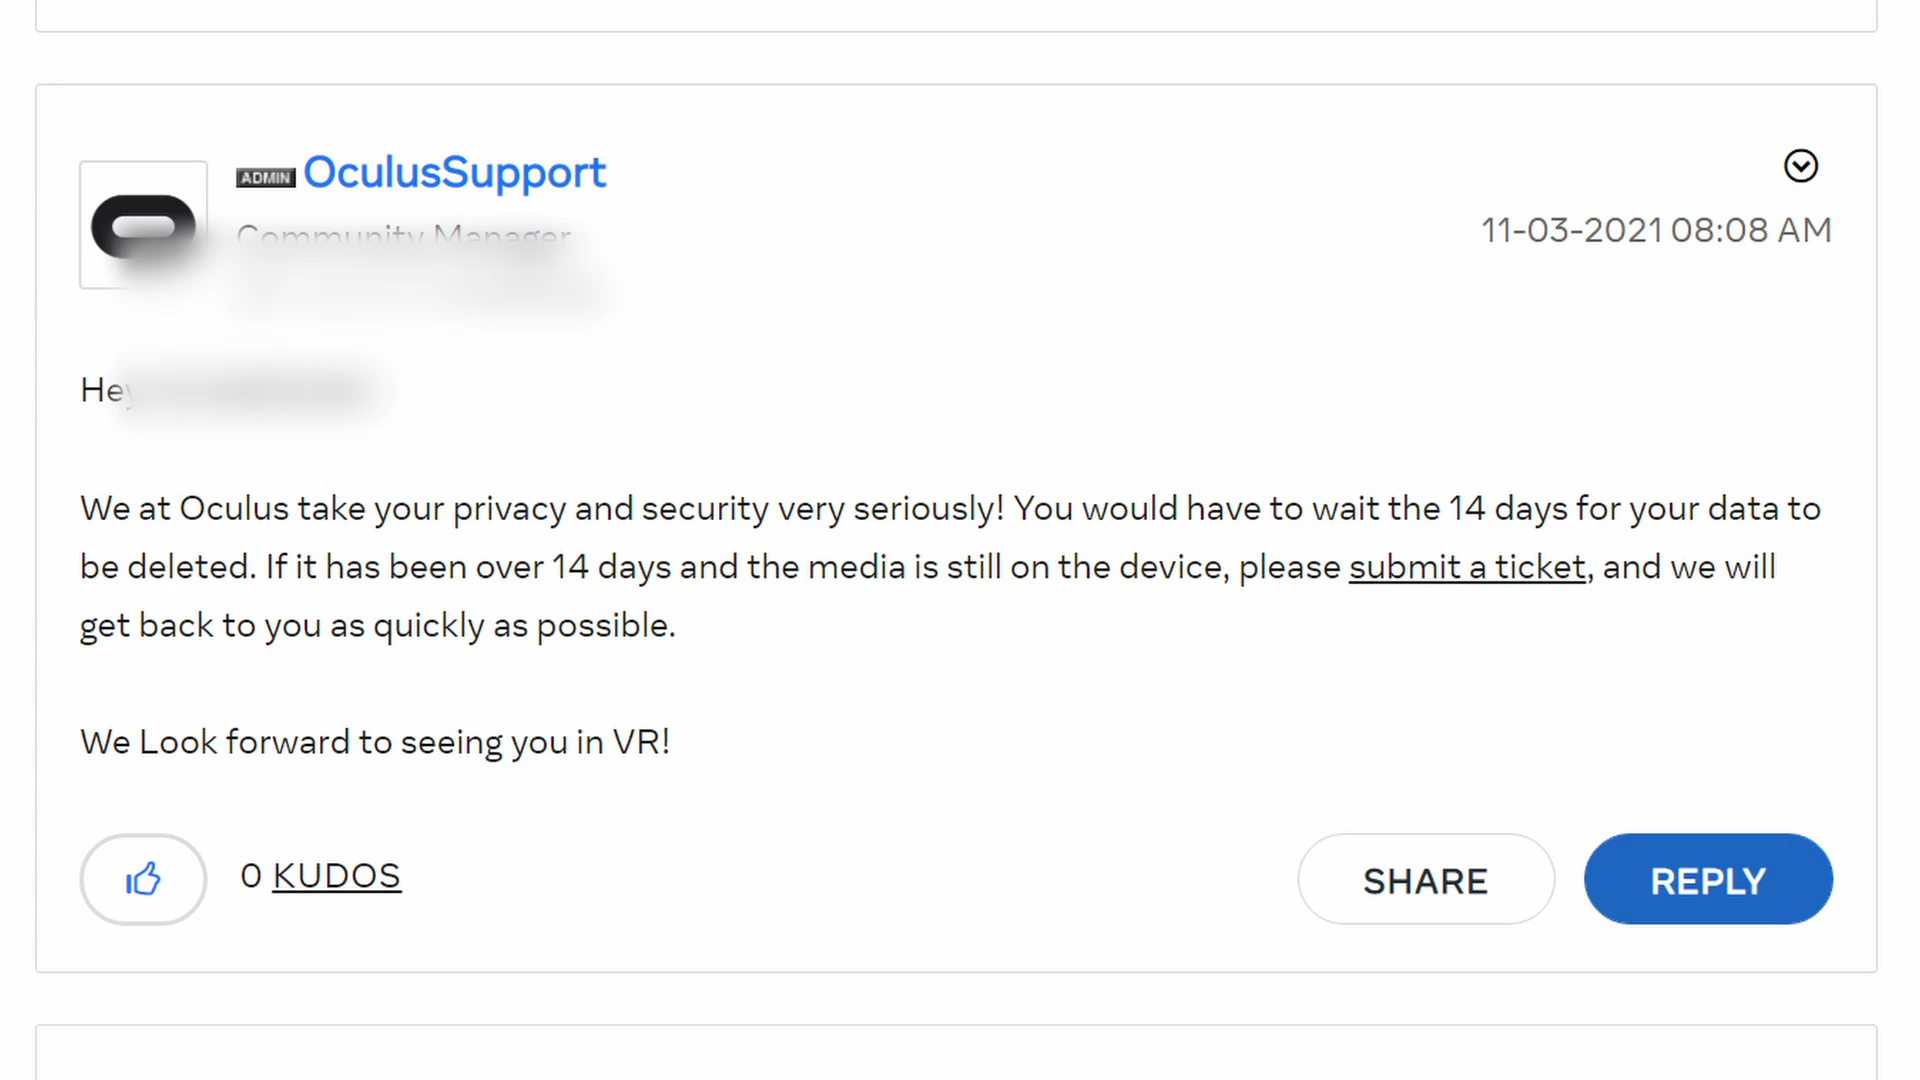 ADMIN OculusSupport
Community Manager
11-03-2021 08:08 AM
Hey
We at Oculus take your privacy and security very seriously! You would have to wait the 14 days for your data to
be deleted. If it has been over 14 days and the media is still on the device, please submit a ticket, and we will
get back to you as quickly as possible.
We Look forward to seeing you in VR!
0 KUDOS
SHARE
REPLY